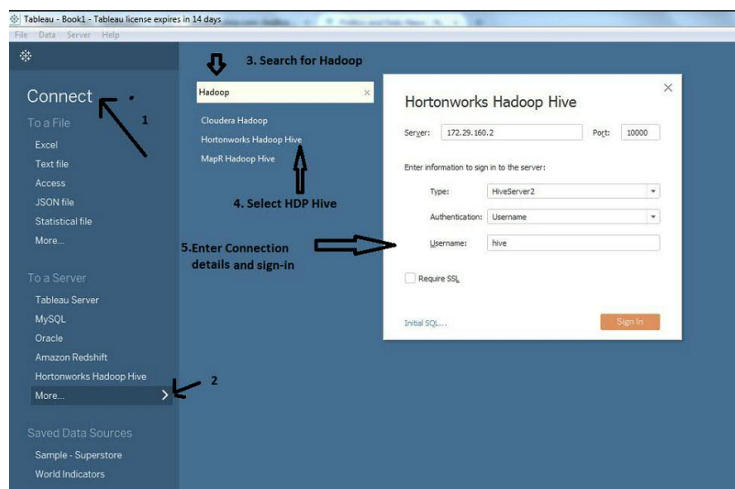 Tableau - Book1 - Tableau license expires in 14 days
File Data Server Help
Connect
1
To a File
Excel
Text file
Access
JSON file
Statistical file
More...
To a Server
Tableau Server
MySQL
Oracle
Amazon Redshift
Hortonworks Hadoop Hive
More...
2
Saved Data Sources
Sample - Superstore
World Indicators
3. Search for Hadoop
Hadoop
Cloudera Hadoop
Hortonworks Hadoop Hive
MapR Hadoop Hive
4. Select HDP Hive
5.Enter Connection
details and sign-in
Hortonworks Hadoop Hive
Server: 172.29.160.2 Port: 10000
Enter information to sign in to the server:
Type: HiveServer2
Authentication: Username
Username: hive
Require SSL
Initial SQL... Sign In